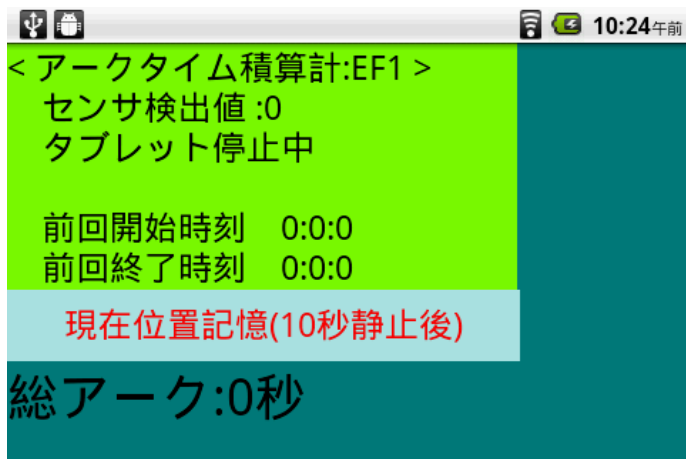 10:24午前
< アークタイム積算計:EF1 >
センサ検出値 :0
タブレット停止中
前回開始時刻 0:0:0
前回終了時刻 0:0:0
現在位置記憶(10秒静止後)
総アーク:0秒